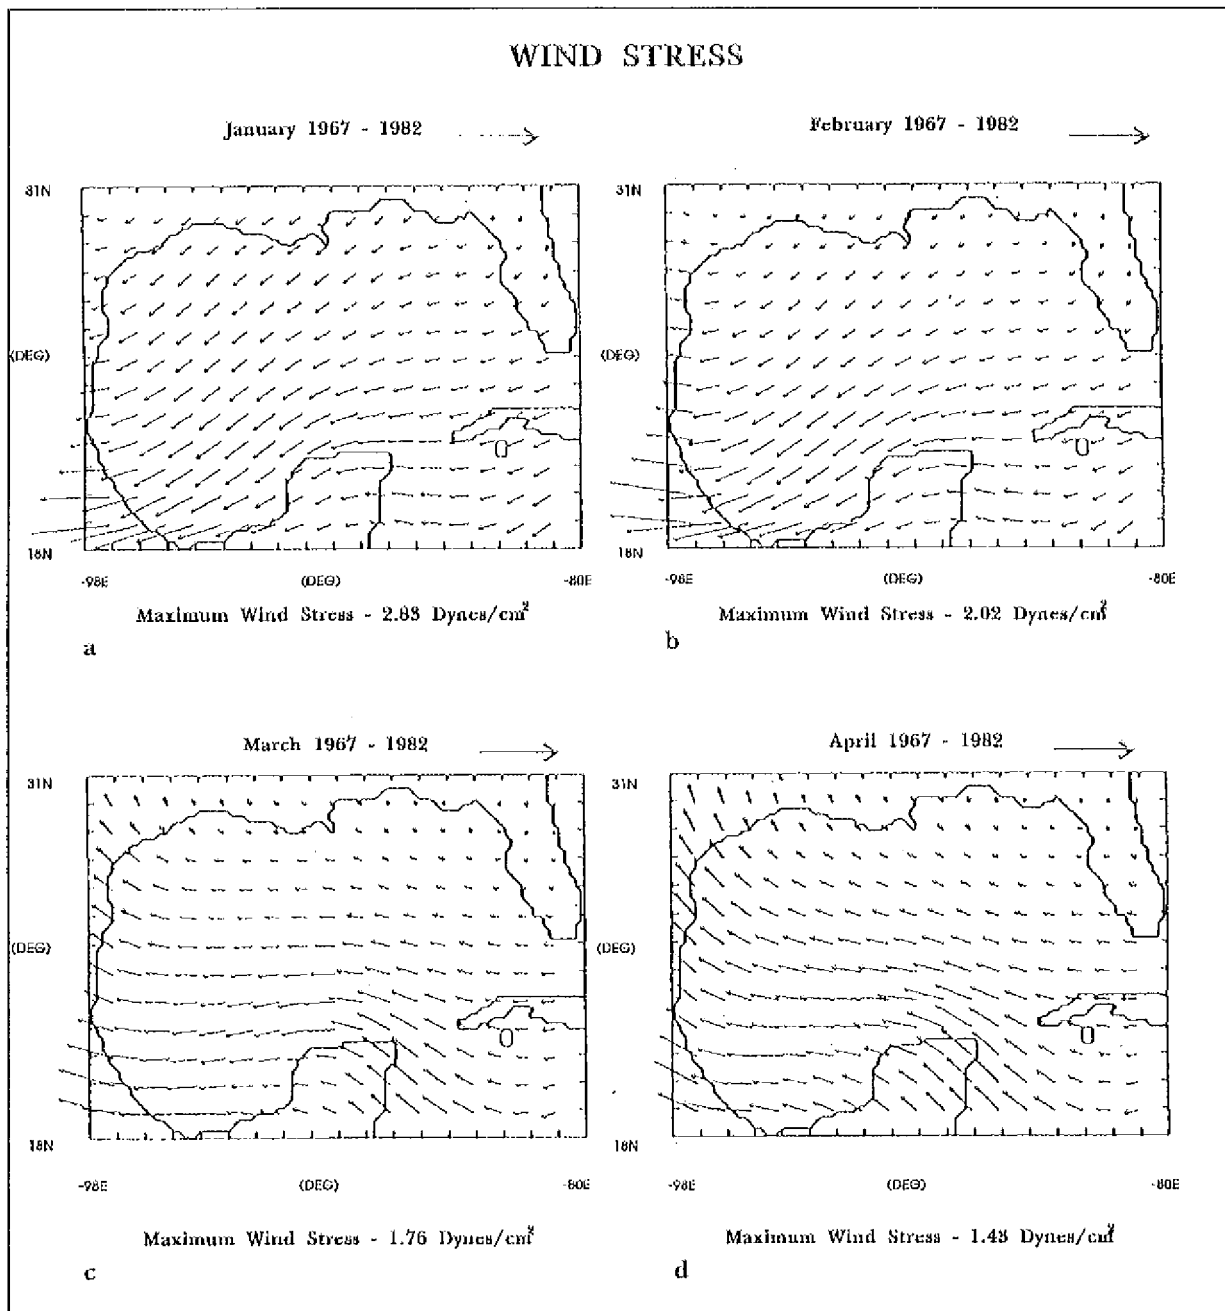 WIND STRESS
January 1967 - 1982
February 1967 - 1982
31N
31N
(DEG)
(DEG)
18N
18N
-98E (DEG) -80E
-98E (DEG) -80E
Maximum Wind Stress - 2.83 Dynes/cm²
Maximum Wind Stress - 2.02 Dynes/cm²
a
b
March 1967 - 1982
April 1967 - 1982
31N
31N
(DEG)
(DEG)
18N
18N
-98E (DEG) -80E
-98E (DEG) -80E
Maximum Wind Stress - 1.76 Dynes/cm²
Maximum Wind Stress - 1.43 Dynes/cm²
c
d